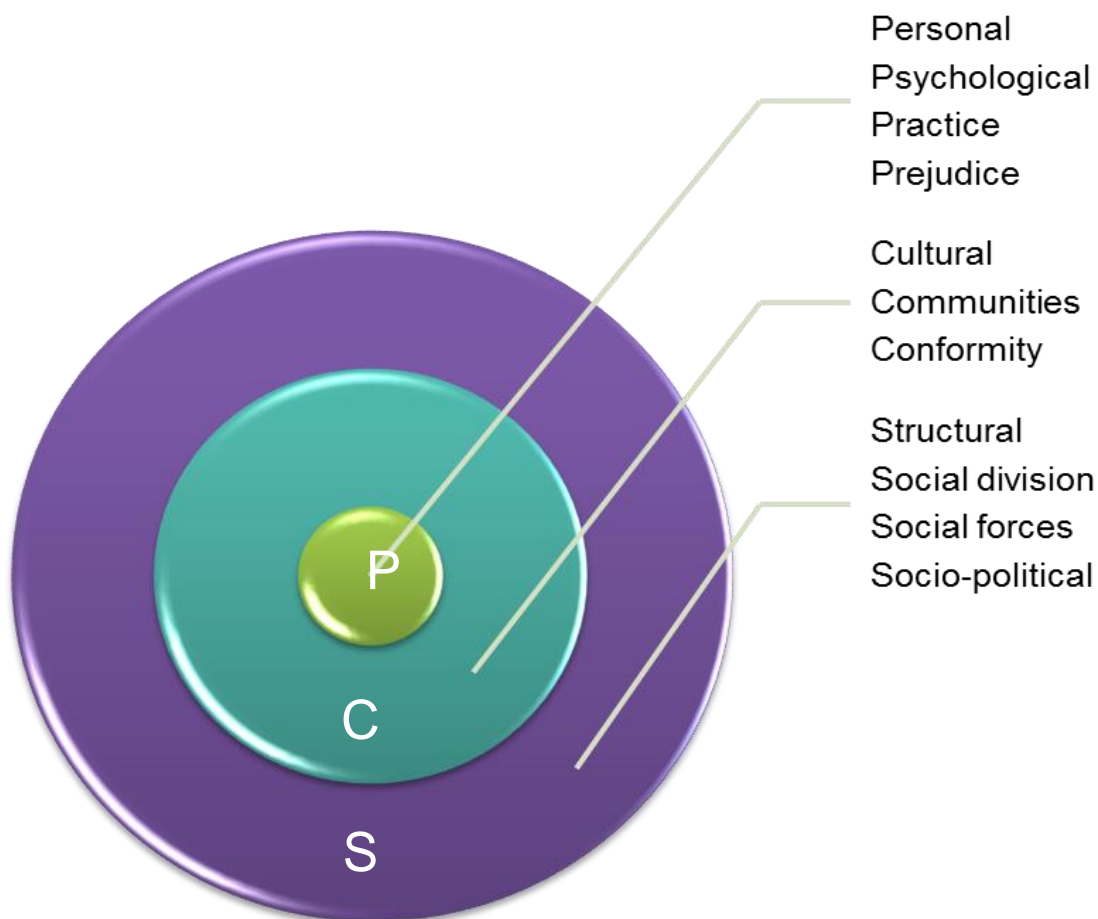 Personal
Psychological
Practice
Prejudice
Cultural
Communities
Conformity
Structural
Social division
Social forces
Socio-political
P
C
S